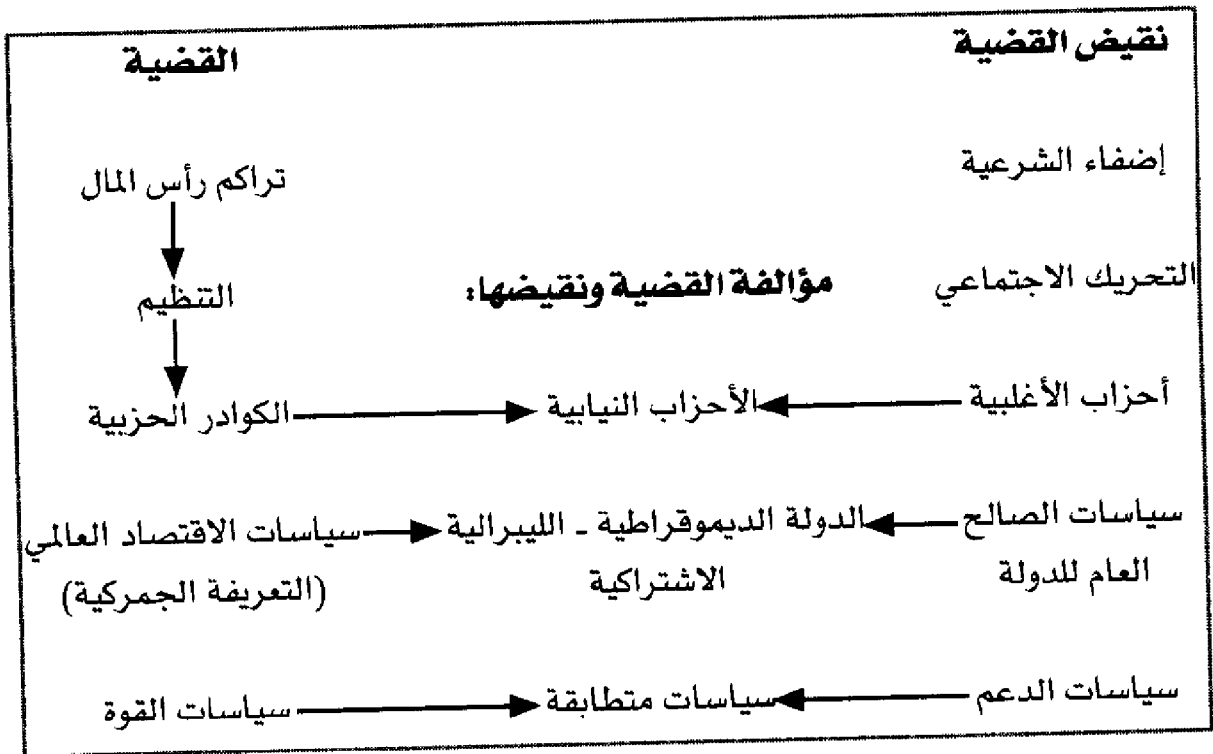 نقيض القضية القضية
إضفاء الشرعية تراكم رأس المال
التحريك الاجتماعي مؤالفة القضية ونقيضها: التنظيم
أحزاب الأغلبية الأحزاب النيابية الكوادر الحزبية
سياسات الصالح الدولة الديموقراطية ـ الليبرالية سياسات الاقتصاد العالمي
العام للدولة الاشتراكية (التعريفة الجمركية)
سياسات الدعم سياسات متطابقة سياسات القوة